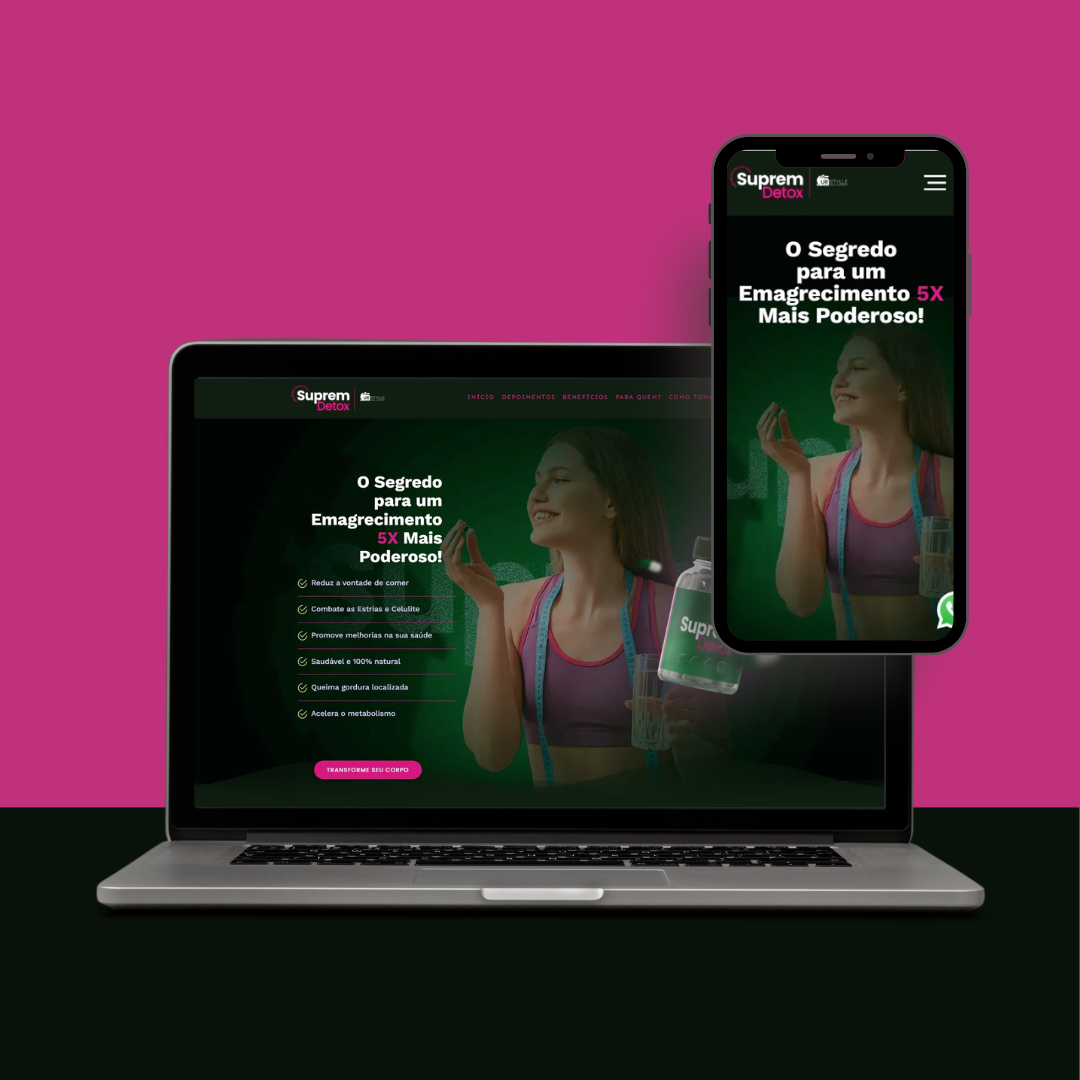 Suprem
Detox
STYLLE
O Segredo
para um
Emagrecimento 5X
Mais Poderoso!
Suprem
Detox
INÍCIO DEPOIMENTOS BENEFÍCIOS PARA QUEM? COMO TOMA
O Segredo
para um
Emagrecimento
5X Mais
Poderoso!
Reduz a vontade de comer
Combate as Estrias e Celulite
Promove melhorias na sua saúde
Saudável e 100% natural
Queima gordura localizada
Acelera o metabolismo
TRANSFORME SEU CORPO